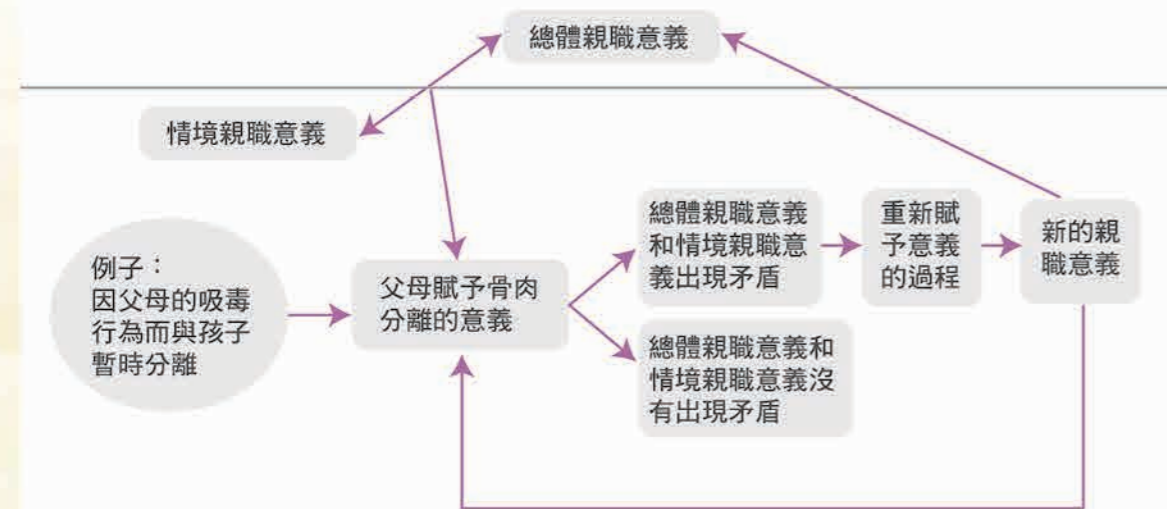 總體親職意義
情境親職意義
例子：
因父母的吸毒
行為而與孩子
暫時分離
父母賦予骨肉
分離的意義
總體親職意義
和情境親職意
義出現矛盾
總體親職意義和
情境親職意義沒
有出現矛盾
重新賦
予意義
的過程
新的親
職意義